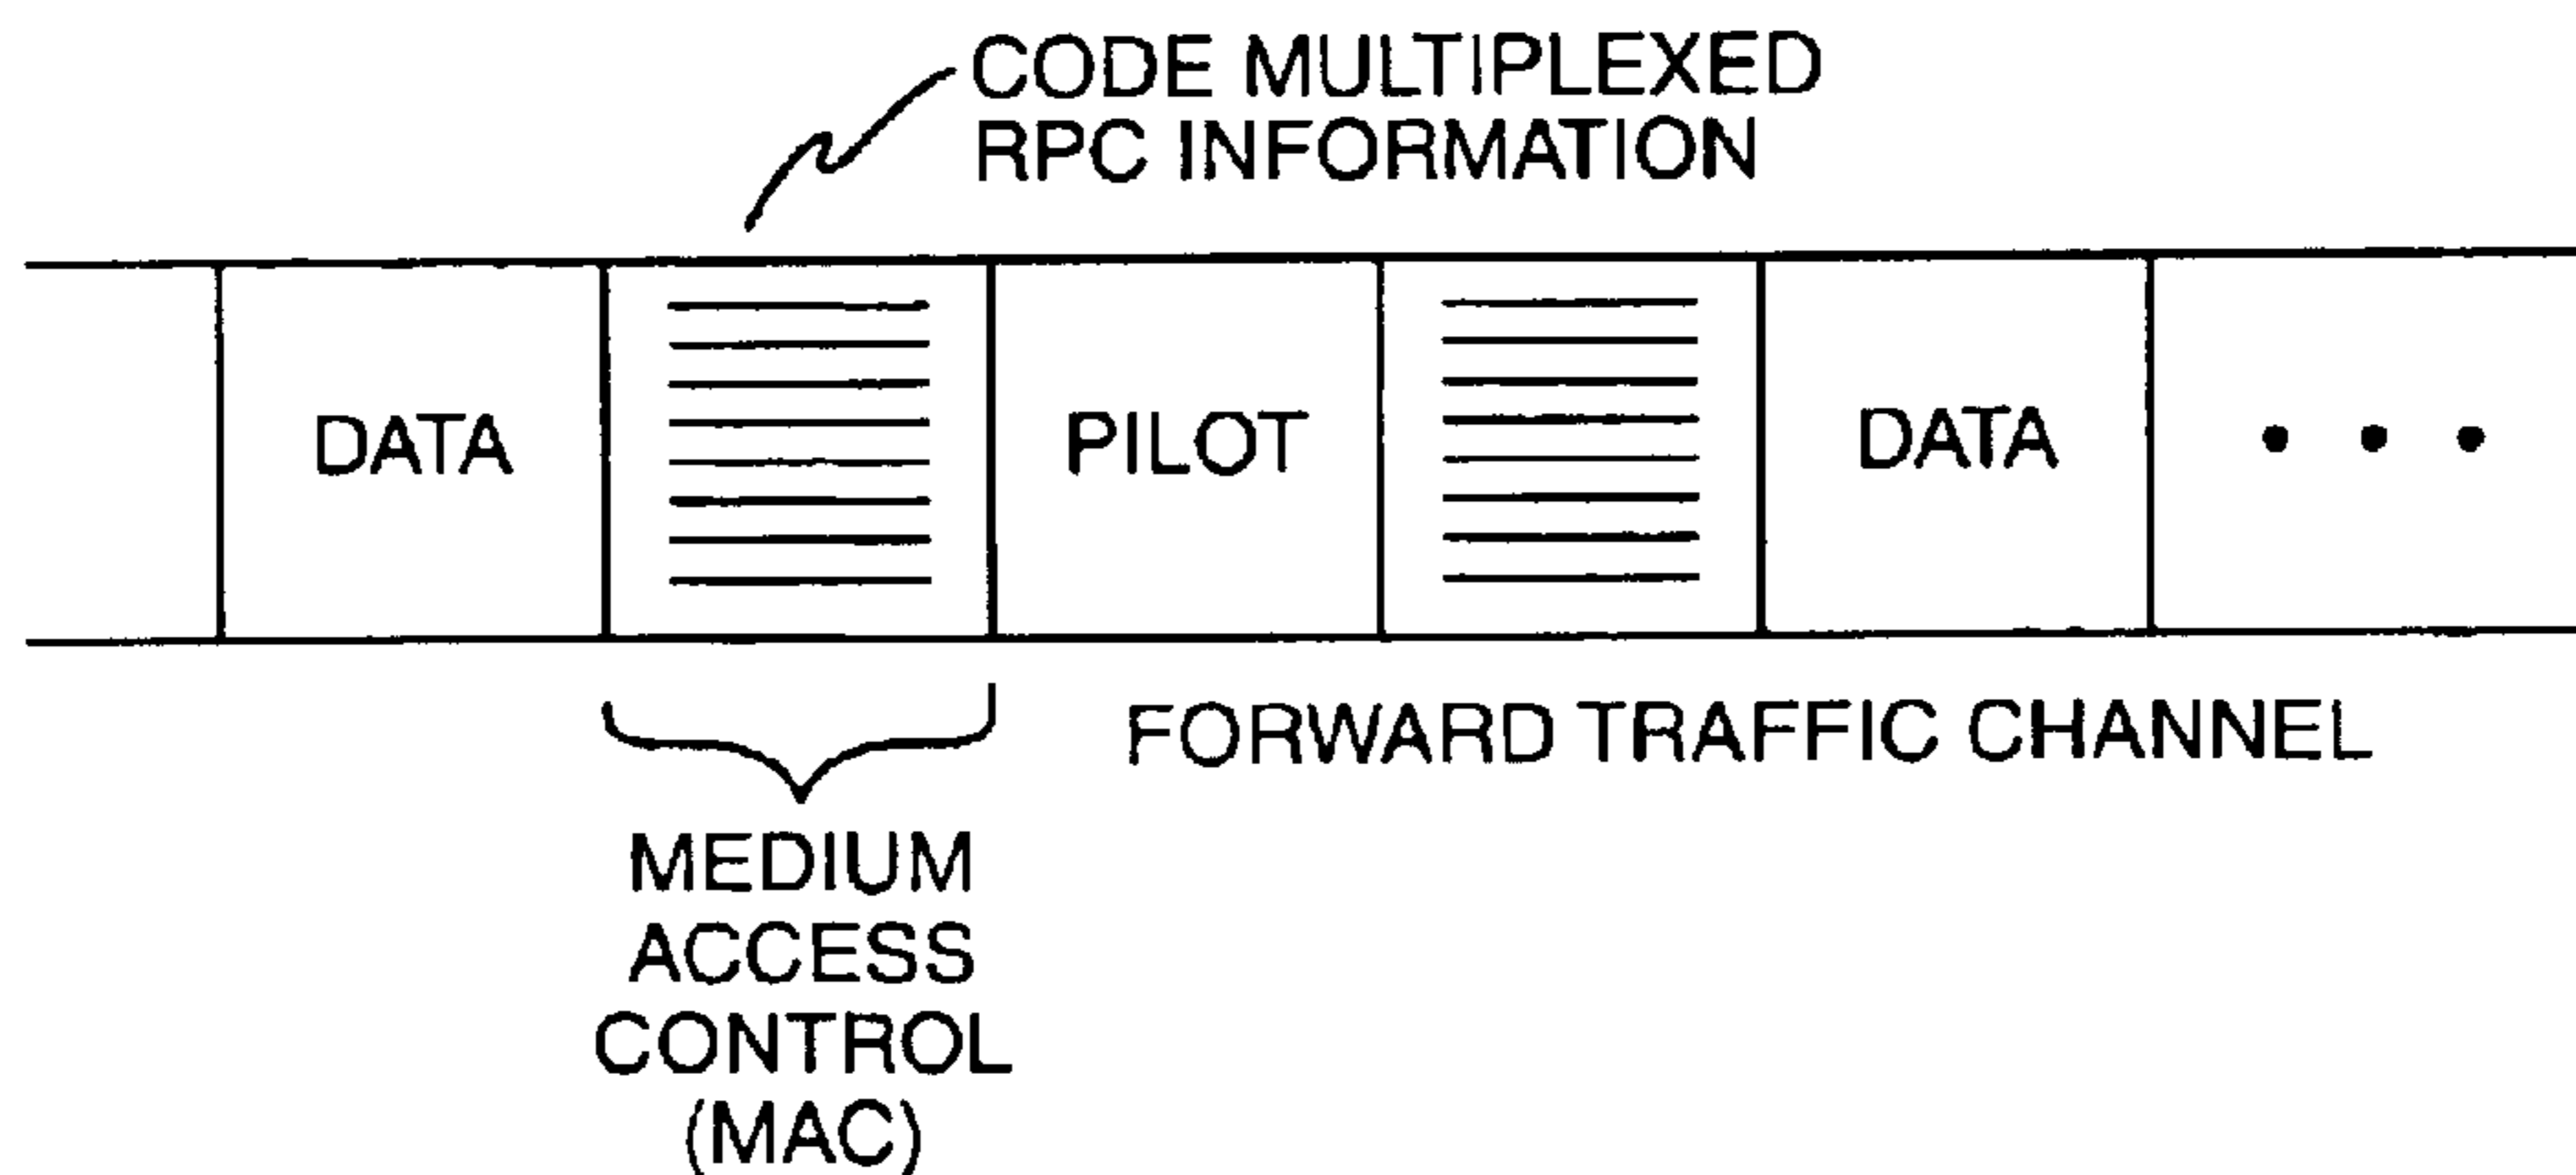 CODE MULTIPLEXED
RPC INFORMATION
DATA
PILOT
DATA
• • •
FORWARD TRAFFIC CHANNEL
MEDIUM
ACCESS
CONTROL
(MAC)